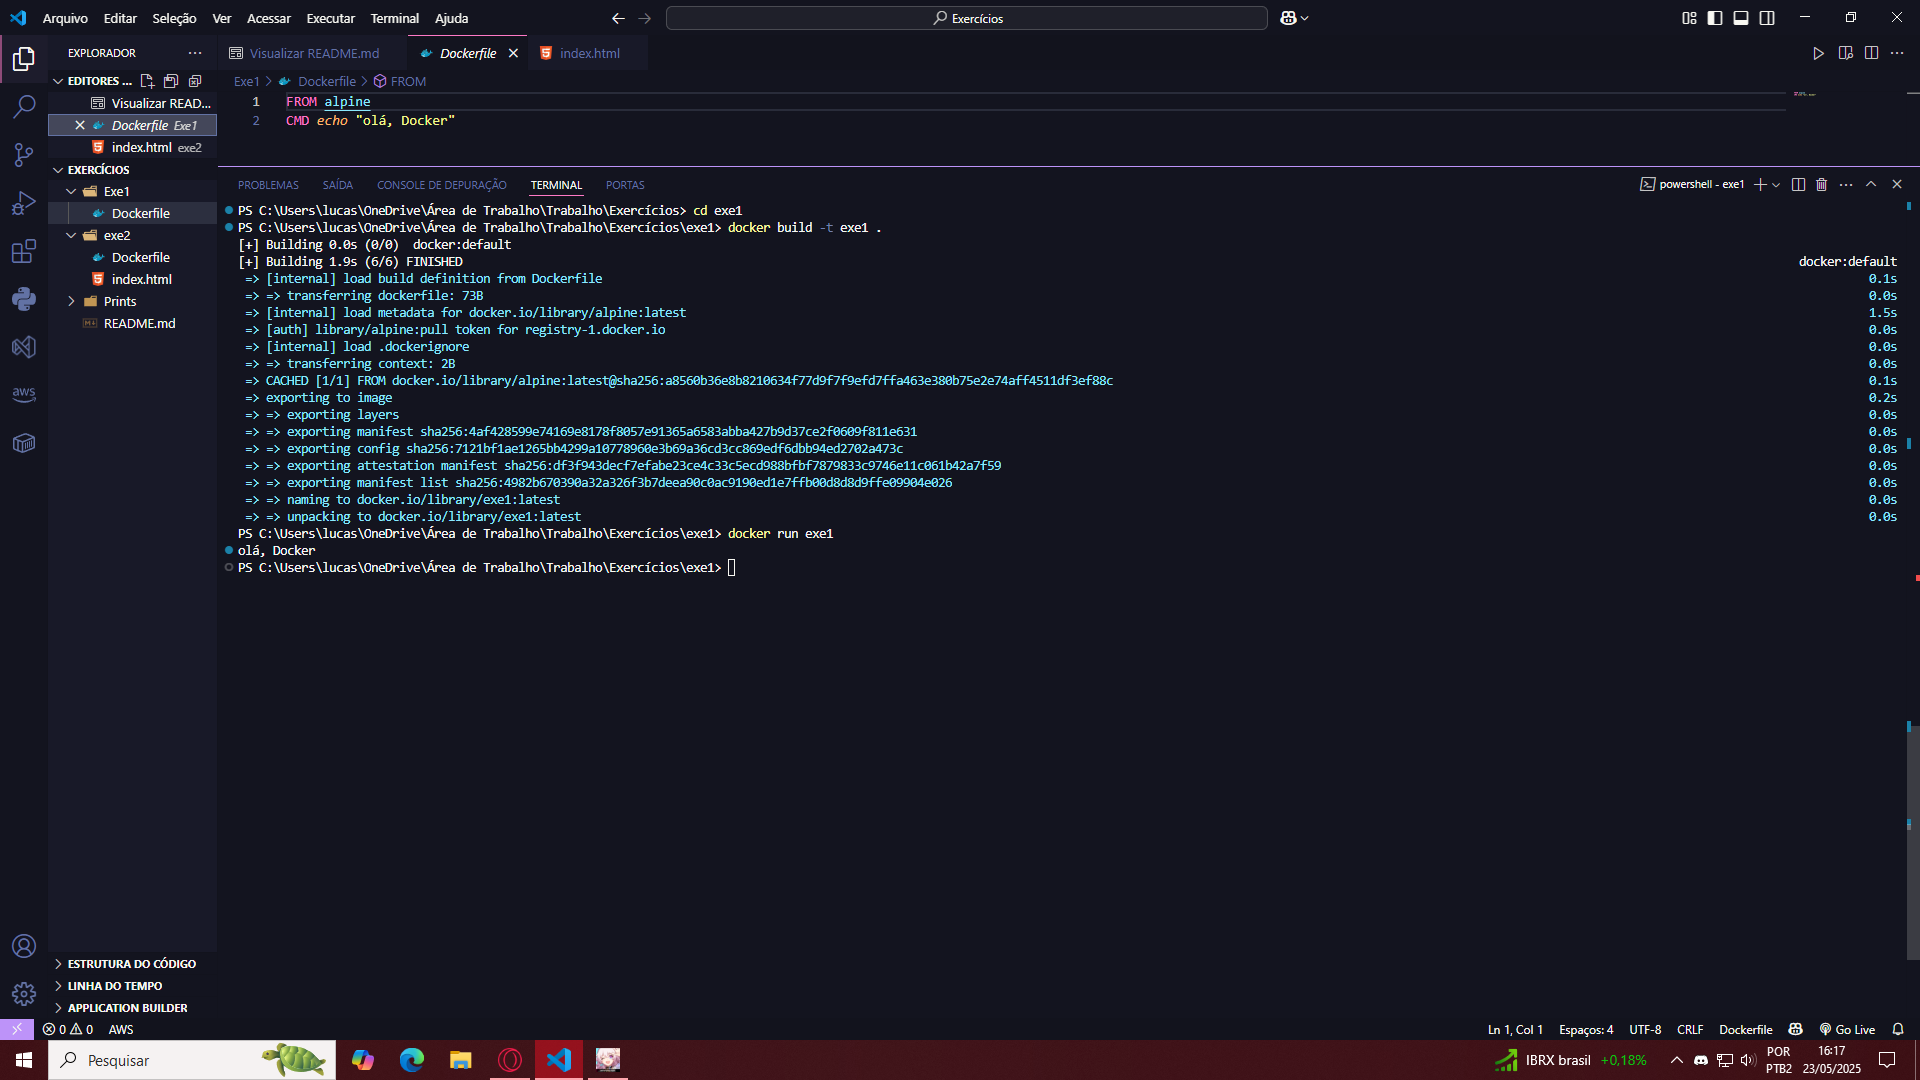 Arquivo Editar Seleção Ver Acessar Executar Terminal Ajuda
Exercícios
EXPLORADOR
Visualizar README.md
Dockerfile
index.html
EDITORES ...
Visualizar READ...
Dockerfile Exe1
index.html exe2
EXERCÍCIOS
Exe1
Dockerfile
exe2
Dockerfile
index.html
Prints
README.md
aws
Exe1 > Dockerfile > FROM
1 FROM alpine
2 CMD echo "olá, Docker"
PROBLEMAS SAÍDA CONSOLE DE DEPURAÇÃO TERMINAL PORTAS
powershell - exe1
PS C:\Users\lucas\OneDrive\Área de Trabalho\Trabalho\Exercícios> cd exe1
PS C:\Users\lucas\OneDrive\Área de Trabalho\Trabalho\Exercícios\exe1> docker build -t exe1 .
[+] Building 0.0s (0/0) docker:default
[+] Building 1.9s (6/6) FINISHED docker:default
=> [internal] load build definition from Dockerfile 0.1s
=> => transferring dockerfile: 73B 0.0s
=> [internal] load metadata for docker.io/library/alpine:latest 1.5s
=> [auth] library/alpine:pull token for registry-1.docker.io 0.0s
=> [internal] load .dockerignore 0.0s
=> => transferring context: 2B 0.0s
=> CACHED [1/1] FROM docker.io/library/alpine:latest@sha256:a8560b36e8b8210634f77d9f7f9efd7ffa463e380b75e2e74aff4511df3ef88c 0.1s
=> exporting to image 0.2s
=> => exporting layers 0.0s
=> => exporting manifest sha256:4af428599e74169e8178f8057e91365a6583abba427b9d37ce2f0609f811e631 0.0s
=> => exporting config sha256:7121bf1ae1265bb4299a10778960e3b69a36cd3cc869edf6dbb94ed2702a473c 0.0s
=> => exporting attestation manifest sha256:df3f943decf7efabe23ce4c33c5ecd988bfbf7879833c9746e11c061b42a7f59 0.0s
=> => exporting manifest list sha256:4982b670390a32a326f3b7deea90c0ac9190ed1e7ffb00d8d8d9ffe09904e026 0.0s
=> => naming to docker.io/library/exe1:latest 0.0s
=> => unpacking to docker.io/library/exe1:latest 0.0s
PS C:\Users\lucas\OneDrive\Área de Trabalho\Trabalho\Exercícios\exe1> docker run exe1
olá, Docker
PS C:\Users\lucas\OneDrive\Área de Trabalho\Trabalho\Exercícios\exe1>
ESTRUTURA DO CÓDIGO
LINHA DO TEMPO
APPLICATION BUILDER
0 0 AWS
Ln 1, Col 1 Espaços: 4 UTF-8 CRLF Dockerfile Go Live
Pesquisar
IBRX brasil +0,18%
POR
PTB2
16:17
23/05/2025